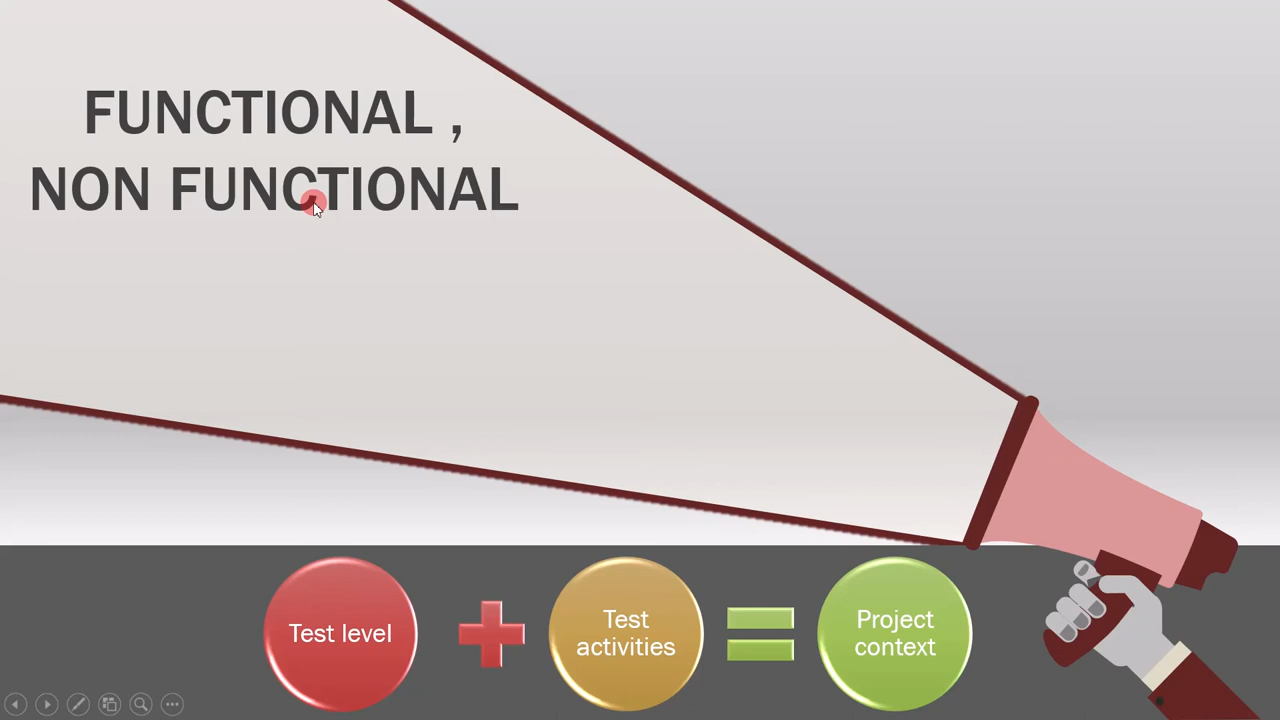 FUNCTIONAL ,
NON FUNCTIONAL
Test level
Test
activities
Project
context